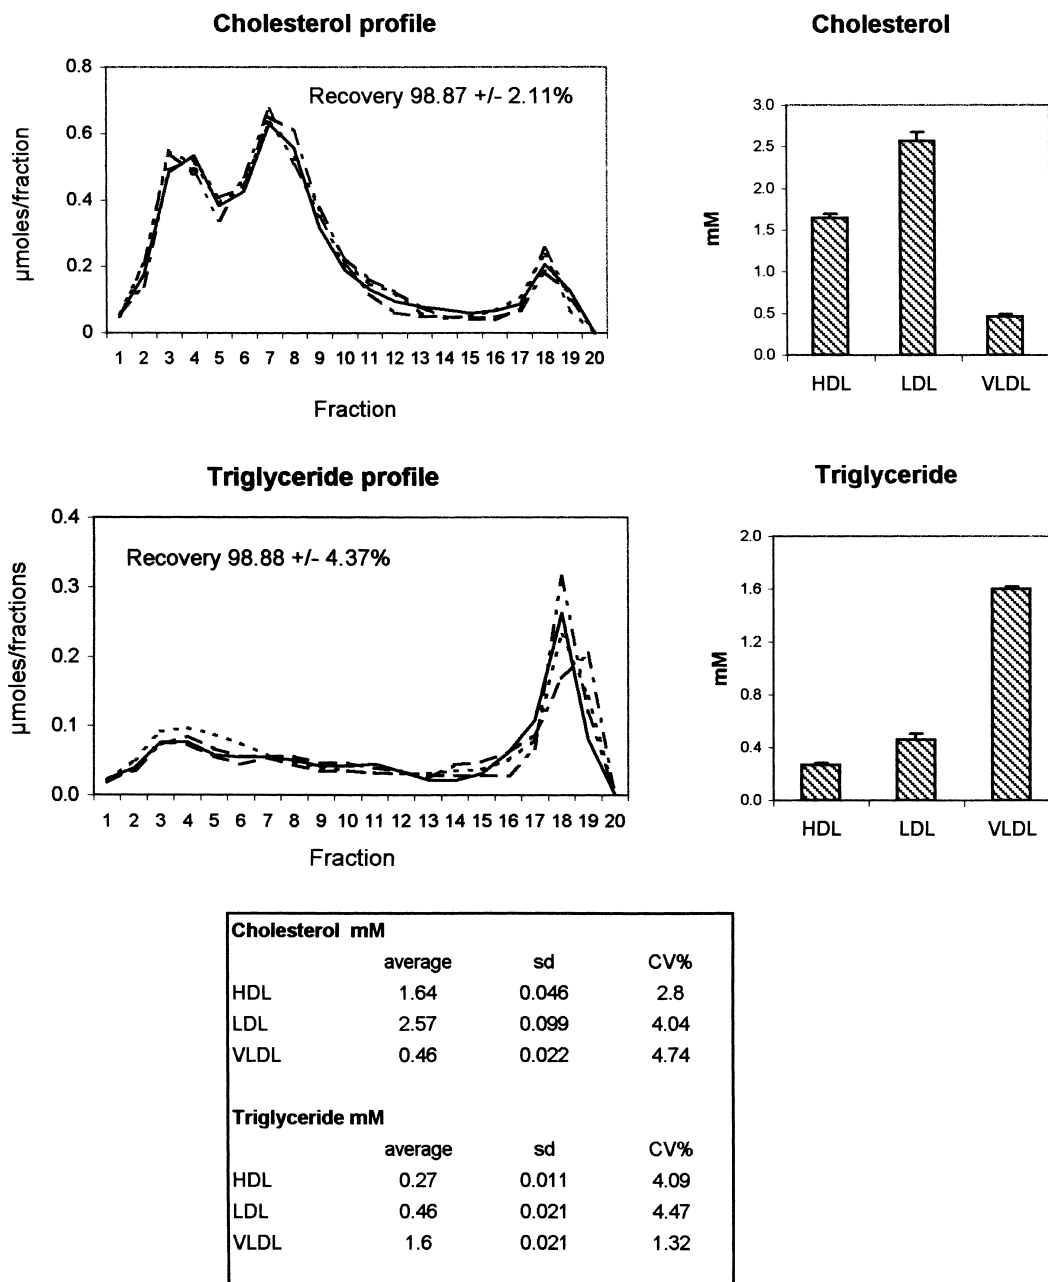 Cholesterol profile
0.8
0.6
0.4
0.2
0
µmoles/fraction
Recovery 98.87 +/- 2.11%
1 2 3 4 5 6 7 8 9 10 11 12 13 14 15 16 17 18 19 20
Fraction
Cholesterol
3.0
2.5
2.0
1.5
1.0
0.5
0.0
mM
HDL LDL VLDL
Triglyceride profile
0.4
0.3
0.2
0.1
0.0
µmoles/fractions
Recovery 98.88 +/- 4.37%
1 2 3 4 5 6 7 8 9 10 11 12 13 14 15 16 17 18 19 20
Fraction
Triglyceride
2.0
1.6
1.2
0.8
0.4
0.0
mM
HDL LDL VLDL
Cholesterol mM
average sd CV%
HDL 1.64 0.046 2.8
LDL 2.57 0.099 4.04
VLDL 0.46 0.022 4.74
Triglyceride mM
average sd CV%
HDL 0.27 0.011 4.09
LDL 0.46 0.021 4.47
VLDL 1.6 0.021 1.32